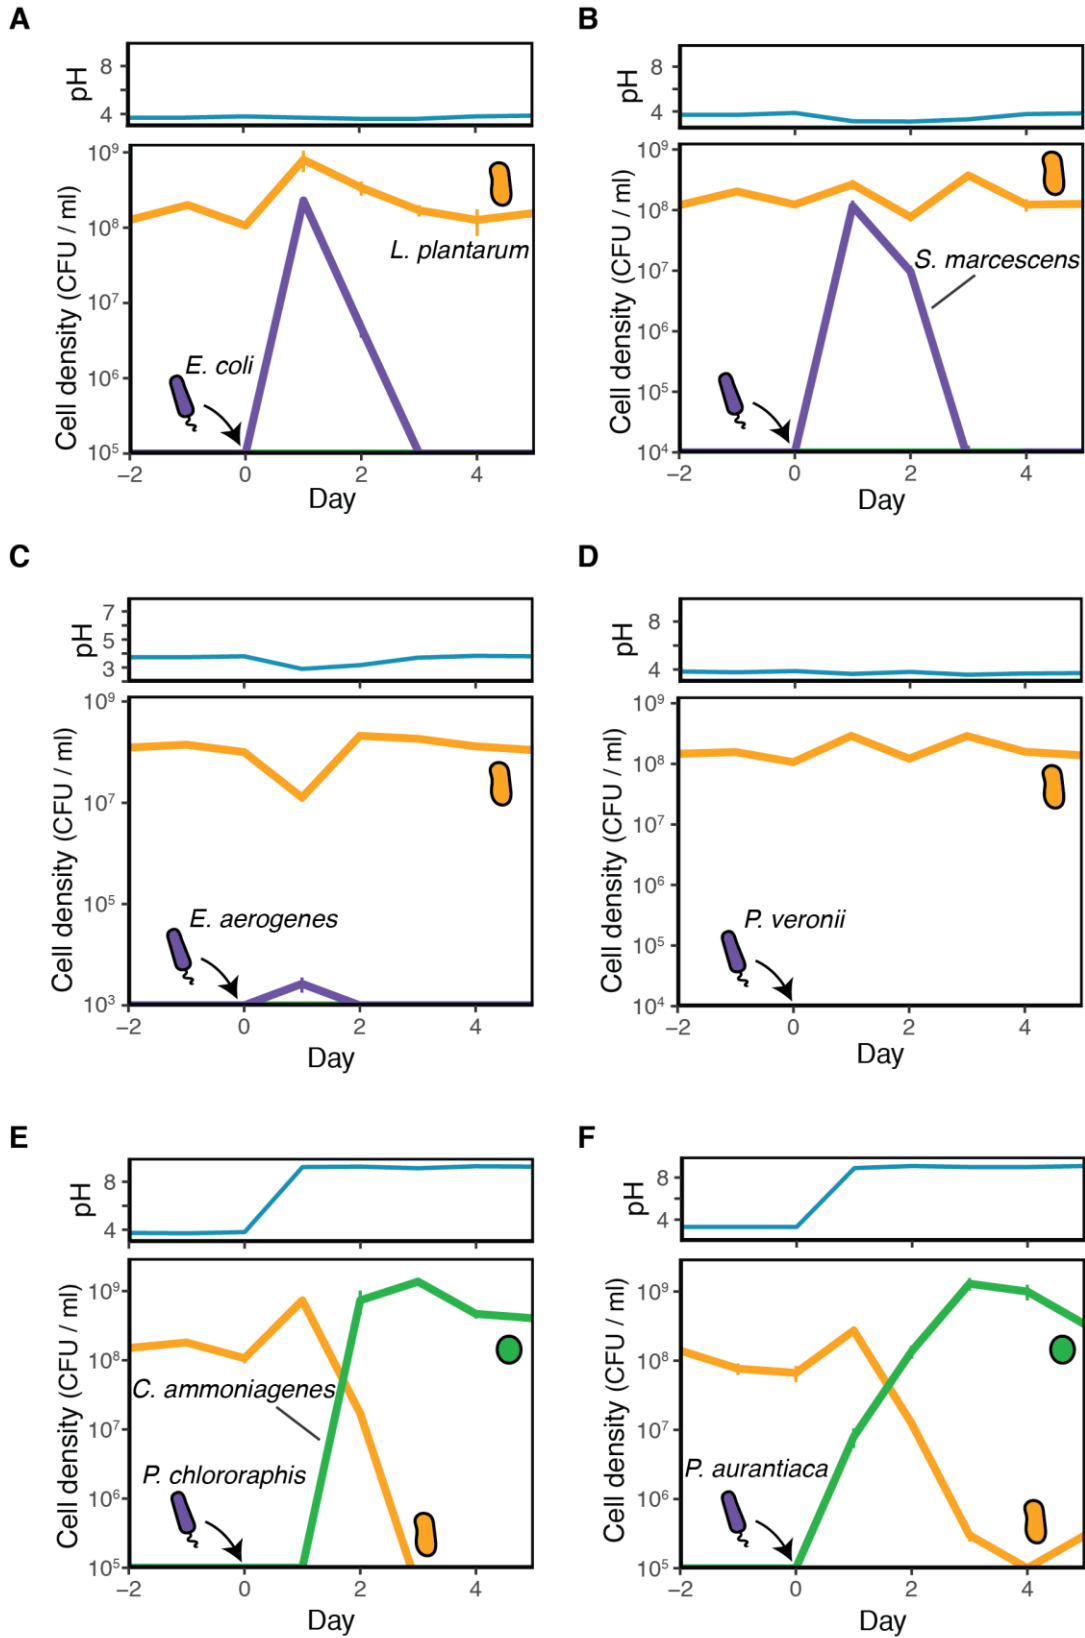 A
pH
8
4
Cell density (CFU / ml)
10⁹
10⁸
10⁷
10⁶
10⁵
L. plantarum
E. coli
−2 0 2 4
Day
B
pH
8
4
Cell density (CFU / ml)
10⁹
10⁸
10⁷
10⁶
10⁵
10⁴
S. marcescens
−2 0 2 4
Day
C
pH
7
5
3
Cell density (CFU / ml)
10⁹
10⁷
10⁵
10³
E. aerogenes
−2 0 2 4
Day
D
pH
8
4
Cell density (CFU / ml)
10⁹
10⁸
10⁷
10⁶
10⁵
10⁴
P. veronii
−2 0 2 4
Day
E
pH
8
4
Cell density (CFU / ml)
10⁹
10⁸
10⁷
10⁶
10⁵
C. ammoniagenes
P. chlororaphis
−2 0 2 4
Day
F
pH
8
4
Cell density (CFU / ml)
10⁹
10⁸
10⁷
10⁶
10⁵
P. aurantiaca
−2 0 2 4
Day